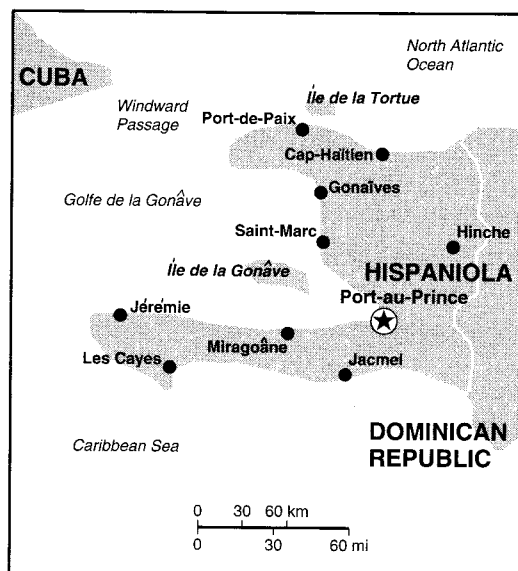 North Atlantic
Ocean
CUBA
Île de la Tortue
Windward
Passage
Port-de-Paix
Cap-Haïtien
Gonaïves
Golfe de la Gonâve
Saint-Marc
Hinche
Île de la Gonâve
HISPANIOLA
Port-au-Prince
Jérémie
Miragoâne
Les Cayes
Jacmel
DOMINICAN
REPUBLIC
Caribbean Sea
0 30 60 km
0 30 60 mi